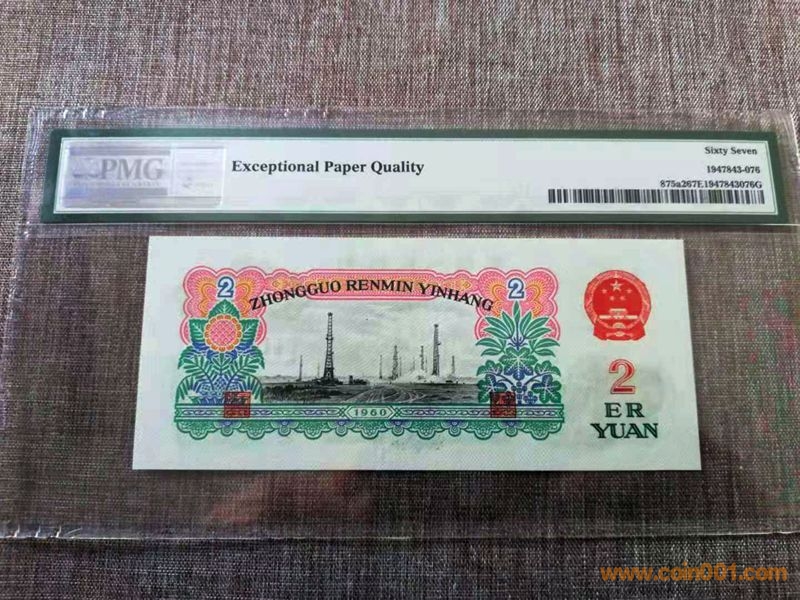 PMG
Exceptional Paper Quality
Sixty Seven
1947843-076
875a267E1947843076G
2
2
ZHONGGUO RENMIN YINHANG
1960
2
ER
YUAN
www.coin001.com